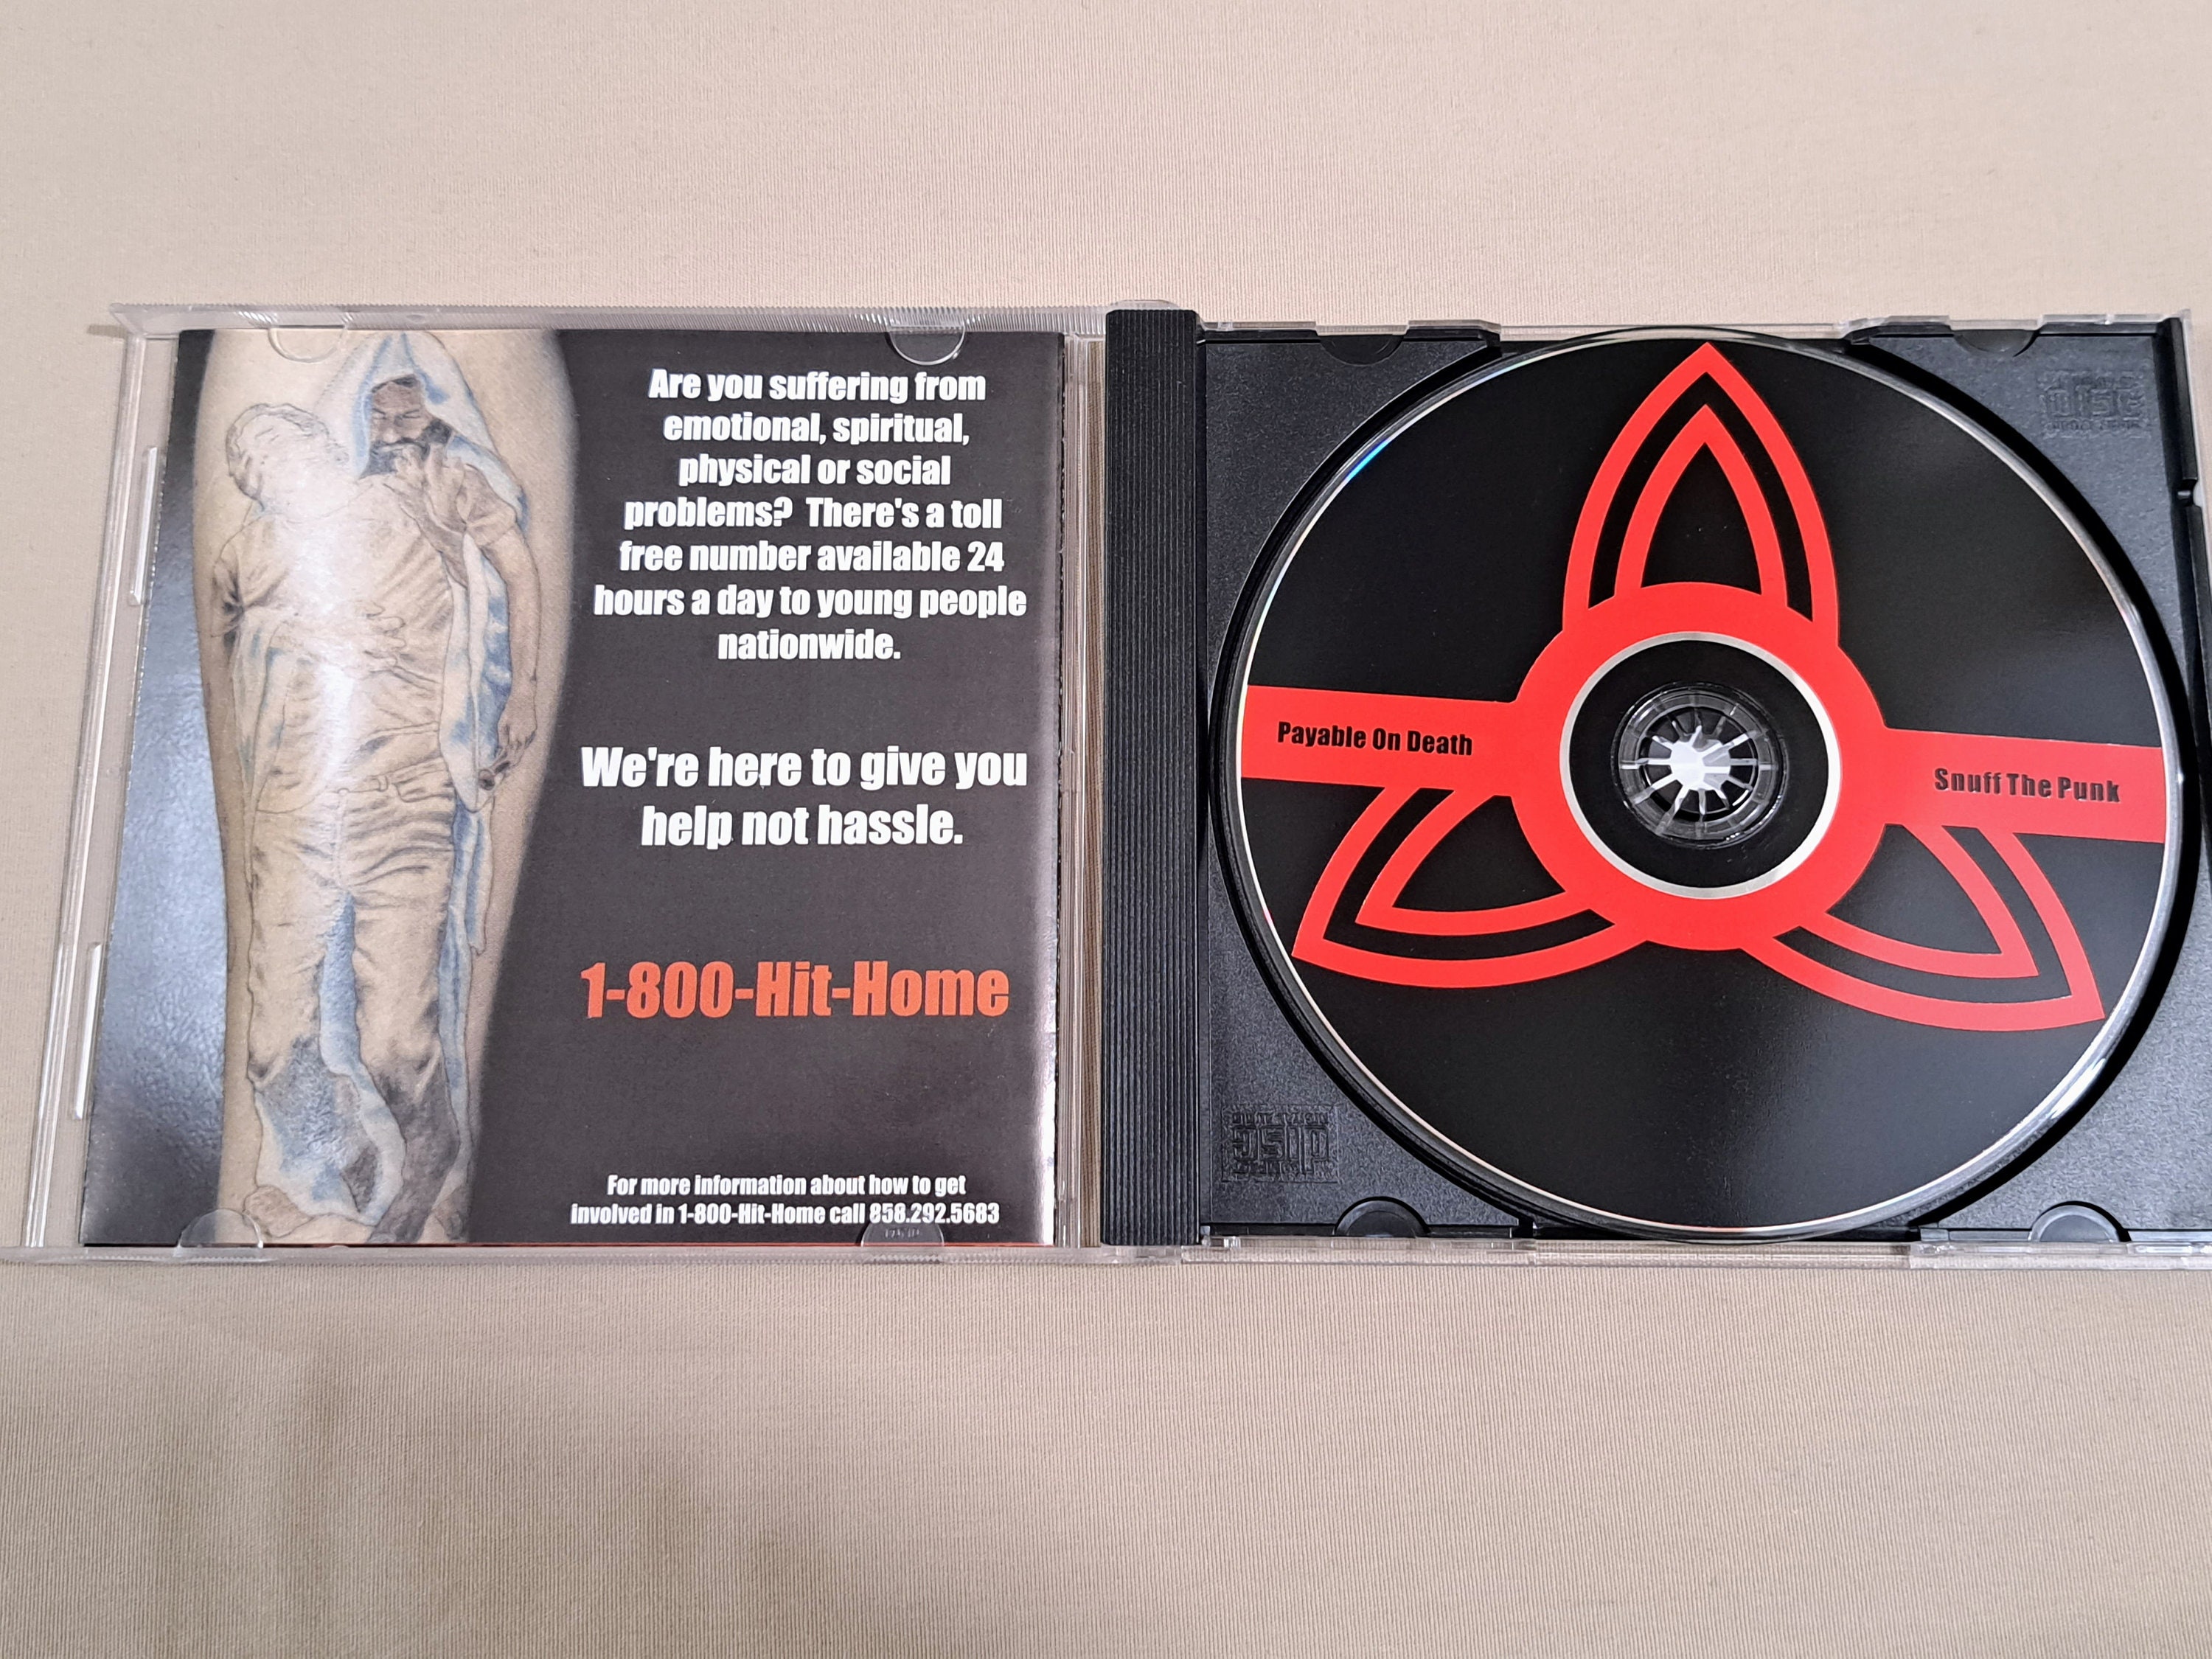 Are you suffering from
emotional, spiritual,
physical or social
problems?  There's a toll
free number available 24
hours a day to young people
nationwide.
We're here to give you
help not hassle.
1-800-Hit-Home
For more information about how to get
involved in 1-800-Hit-Home call 858.292.5683
Payable On Death
Snuff The Punk
disc
disc